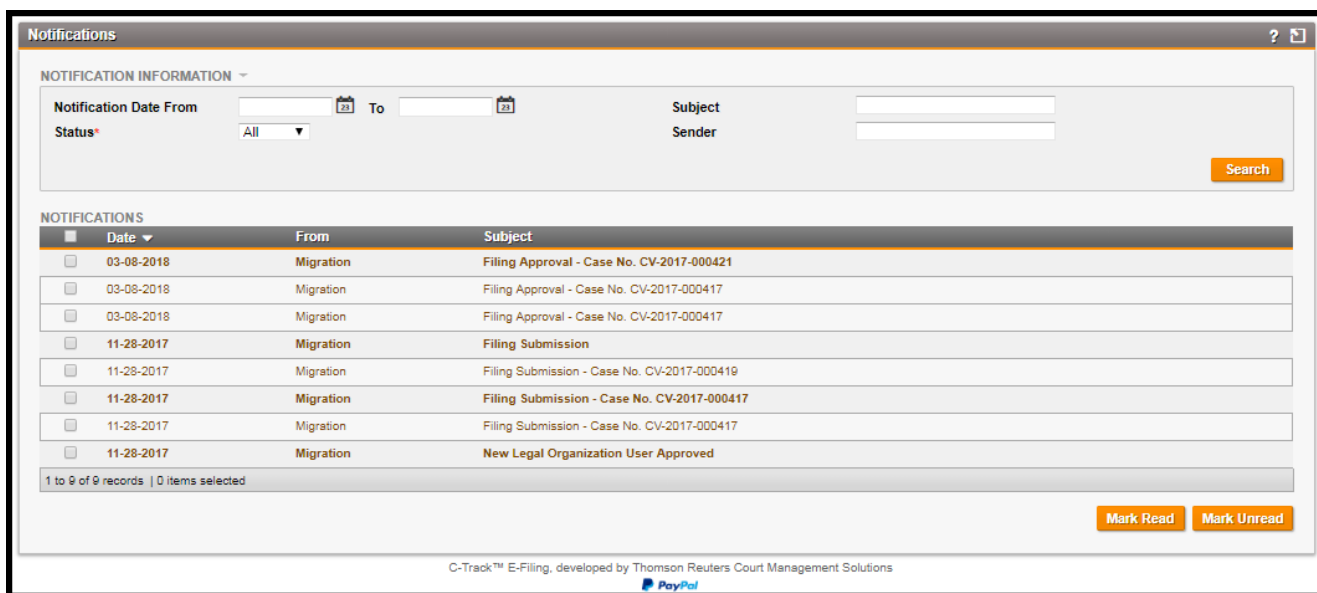 Notifications ?
NOTIFICATION INFORMATION
Notification Date From 23 To 23 Subject
Status* All Sender
Search
NOTIFICATIONS
Date From Subject
03-08-2018 Migration Filing Approval - Case No. CV-2017-000421
03-08-2018 Migration Filing Approval - Case No. CV-2017-000417
03-08-2018 Migration Filing Approval - Case No. CV-2017-000417
11-28-2017 Migration Filing Submission
11-28-2017 Migration Filing Submission - Case No. CV-2017-000419
11-28-2017 Migration Filing Submission - Case No. CV-2017-000417
11-28-2017 Migration Filing Submission - Case No. CV-2017-000417
11-28-2017 Migration New Legal Organization User Approved
1 to 9 of 9 records | 0 items selected
Mark Read Mark Unread
C-Track™ E-Filing, developed by Thomson Reuters Court Management Solutions
PayPal